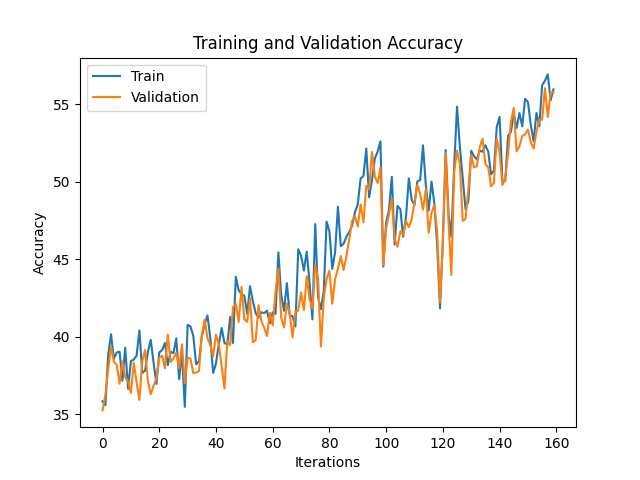 Training and Validation Accuracy
Train
Validation
55
50
45
40
35
Accuracy
0 20 40 60 80 100 120 140 160
Iterations